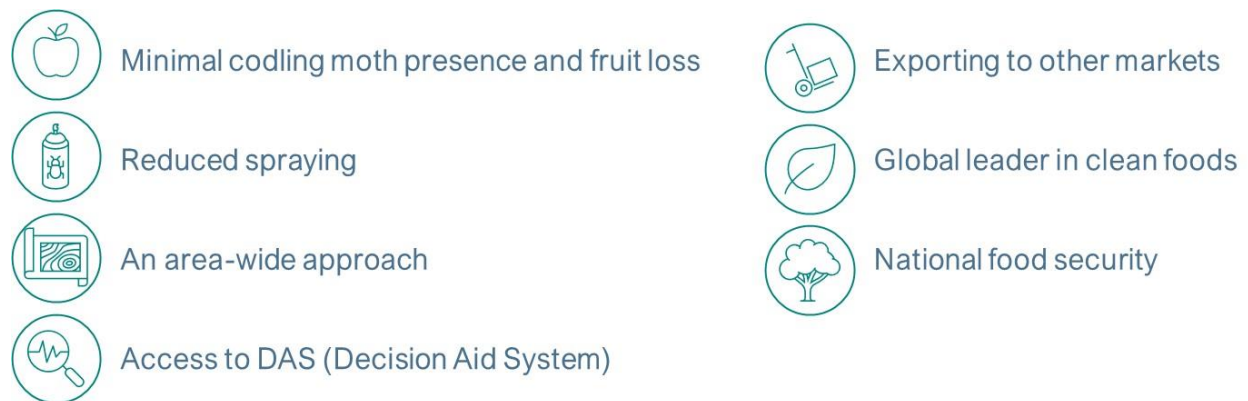 Minimal codling moth presence and fruit loss
Reduced spraying
An area-wide approach
Access to DAS (Decision Aid System)
Exporting to other markets
Global leader in clean foods
National food security